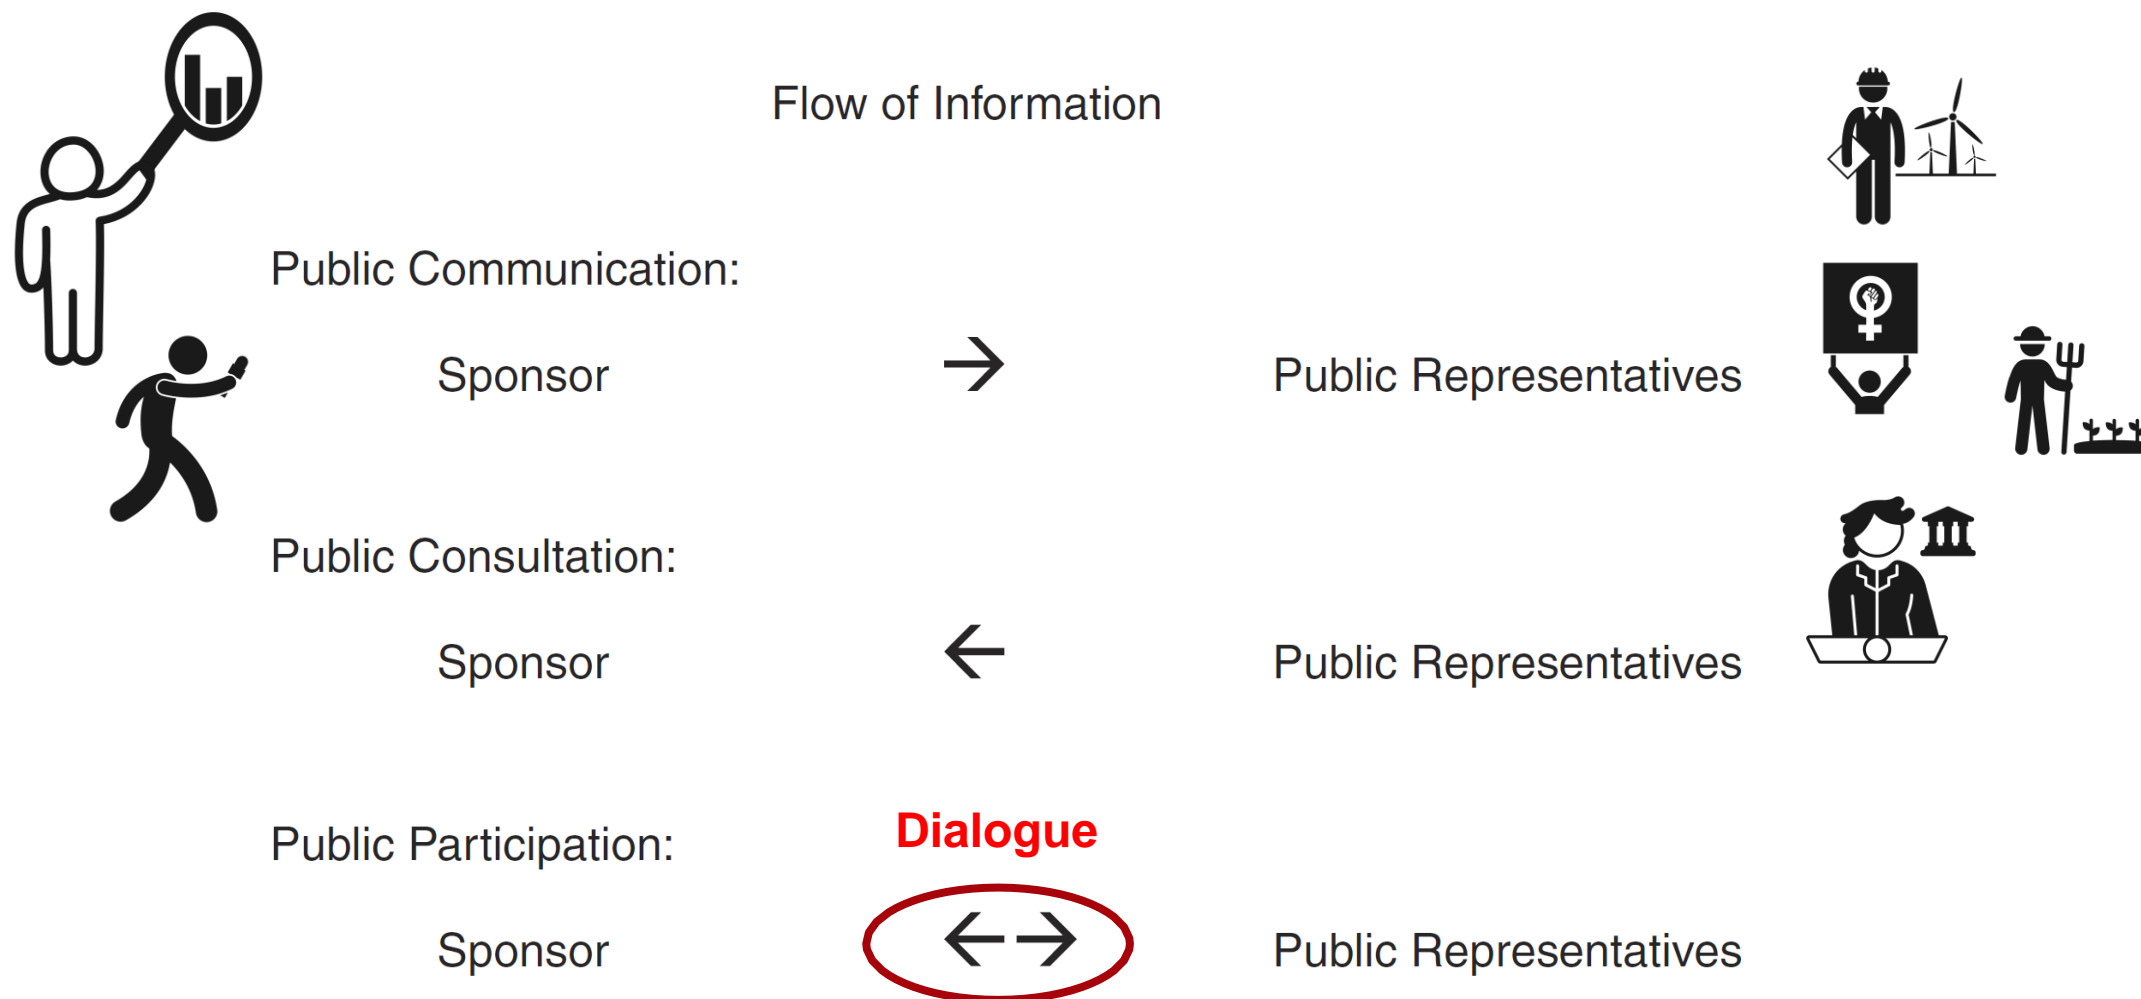 Flow of Information
Public Communication:
Sponsor → Public Representatives
Public Consultation:
Sponsor ← Public Representatives
Dialogue
Public Participation:
Sponsor ←→ Public Representatives